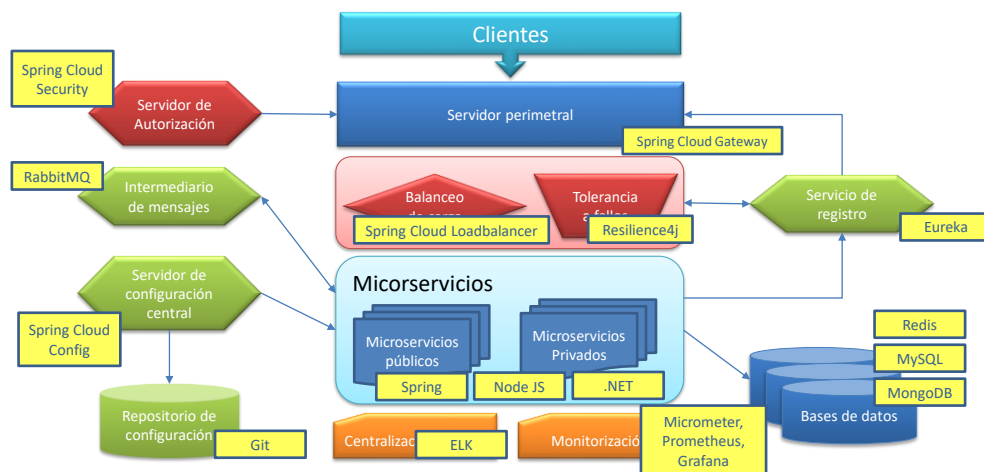 Clientes
Spring Cloud
Security
Servidor de
Autorización
Servidor perimetral
Spring Cloud Gateway
RabbitMQ
Intermediario
de mensajes
Balanceo
Spring Cloud Loadbalancer
Tolerancia
Resilience4j
Servicio de
registro
Eureka
Servidor de
configuración
central
Spring Cloud
Config
Micorservicios
Microservicios
públicos
Spring
Node JS
Microservicios
Privados
.NET
Redis
MySQL
MongoDB
Bases de datos
Repositorio de
configuración
Git
ELK
Micrometer,
Prometheus,
Grafana